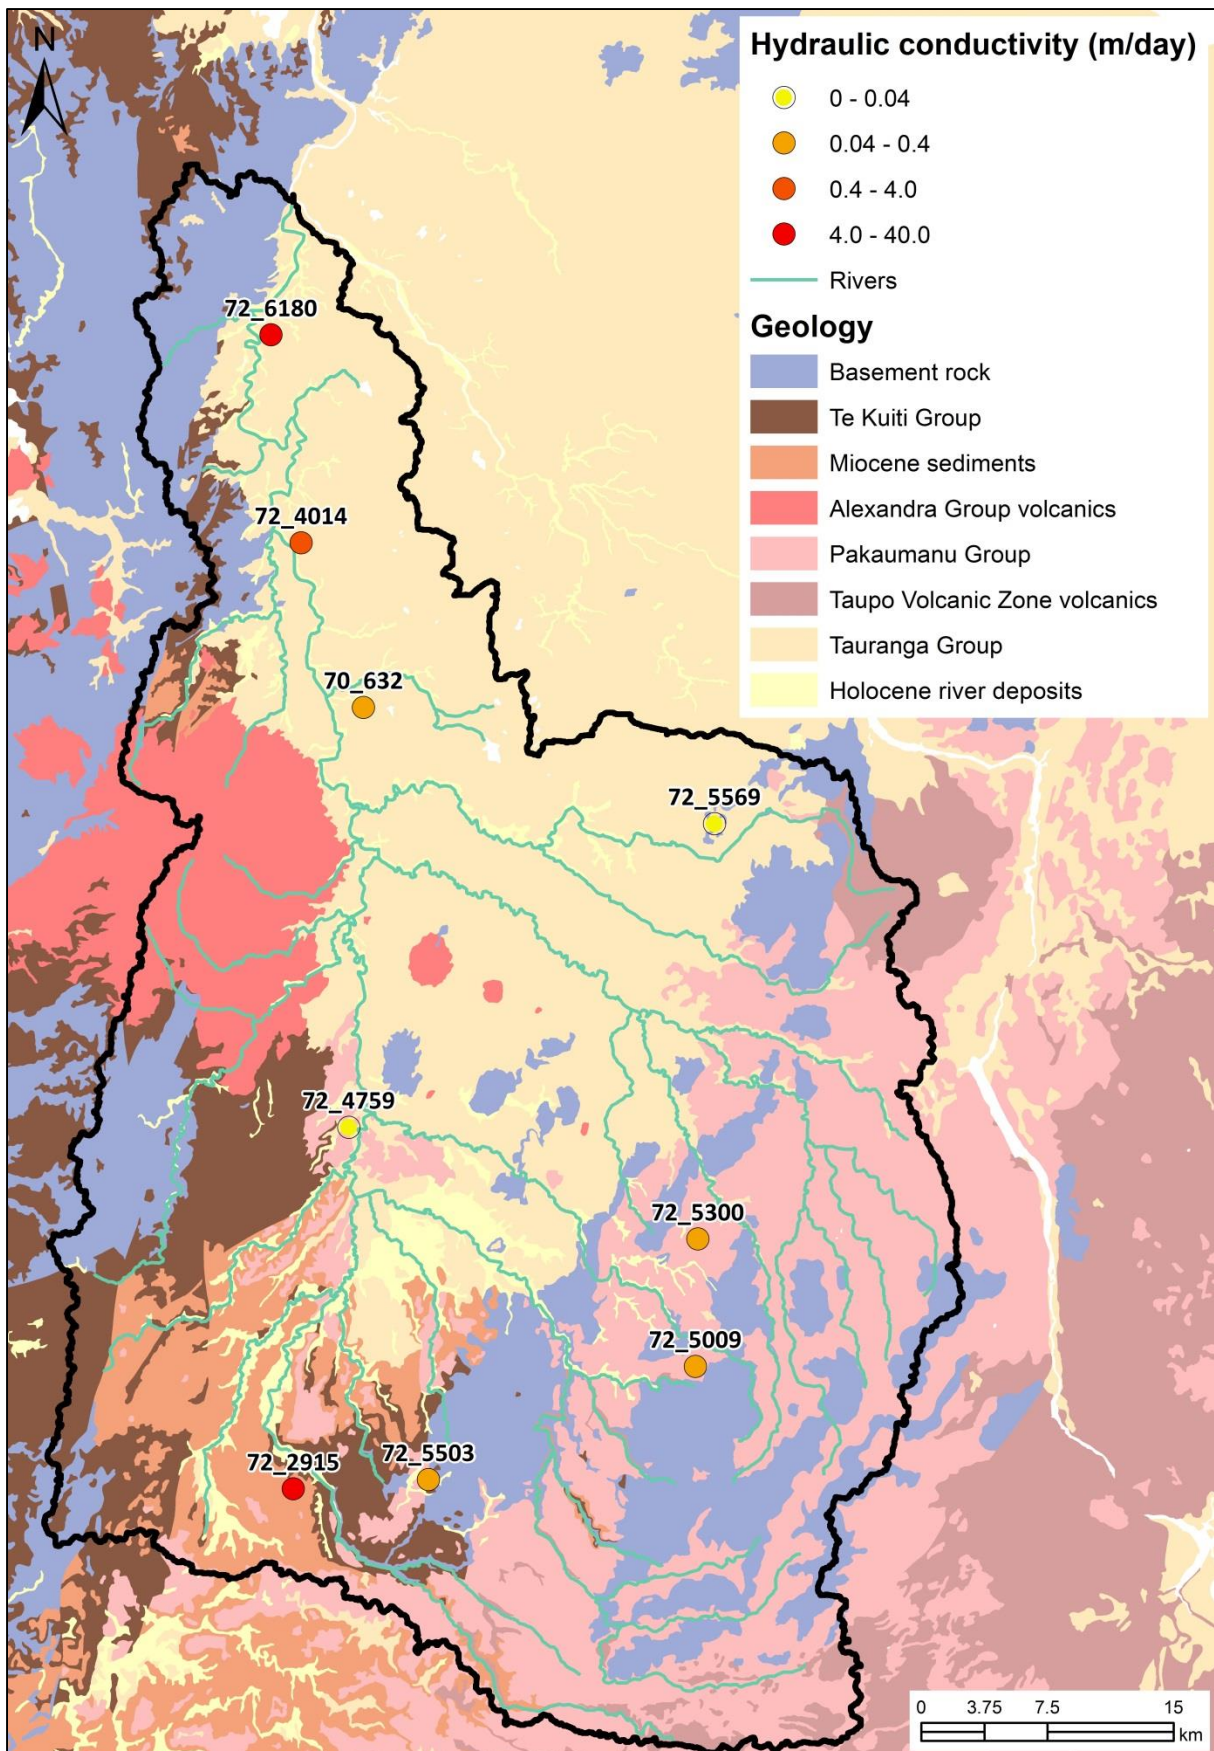 N
Hydraulic conductivity (m/day)
0 - 0.04
0.04 - 0.4
0.4 - 4.0
4.0 - 40.0
Rivers
Geology
Basement rock
Te Kuiti Group
Miocene sediments
Alexandra Group volcanics
Pakaumanu Group
Taupo Volcanic Zone volcanics
Tauranga Group
Holocene river deposits
72_6180
72_4014
70_632
72_5569
72_4759
72_5300
72_5009
72_5503
72_2915
0 3.75 7.5 15
km